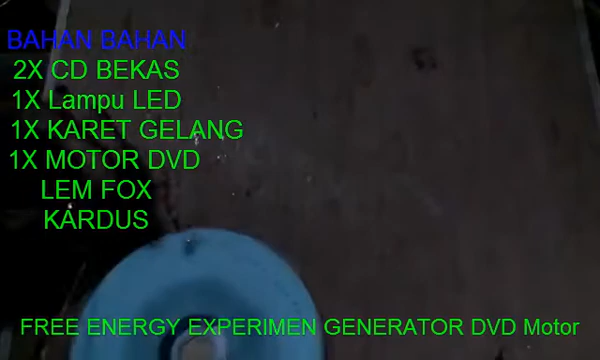 BAHAN BAHAN
2X CD BEKAS
1X Lampu LED
1X KARET GELANG
1X MOTOR DVD
LEM FOX
KARDUS
FREE ENERGY EXPERIMEN GENERATOR DVD Motor